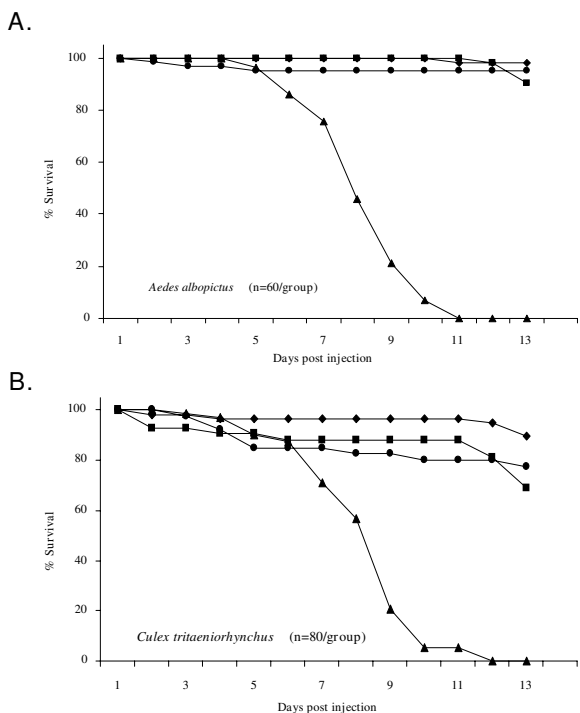 A.
100
80
60
40
20
0
% Survival
Aedes albopictus (n=60/group)
1 3 5 7 9 11 13
Days post injection
B.
100
80
60
40
20
0
% Survival
Culex tritaeniorhynchus (n=80/group)
1 3 5 7 9 11 13
Days post injection